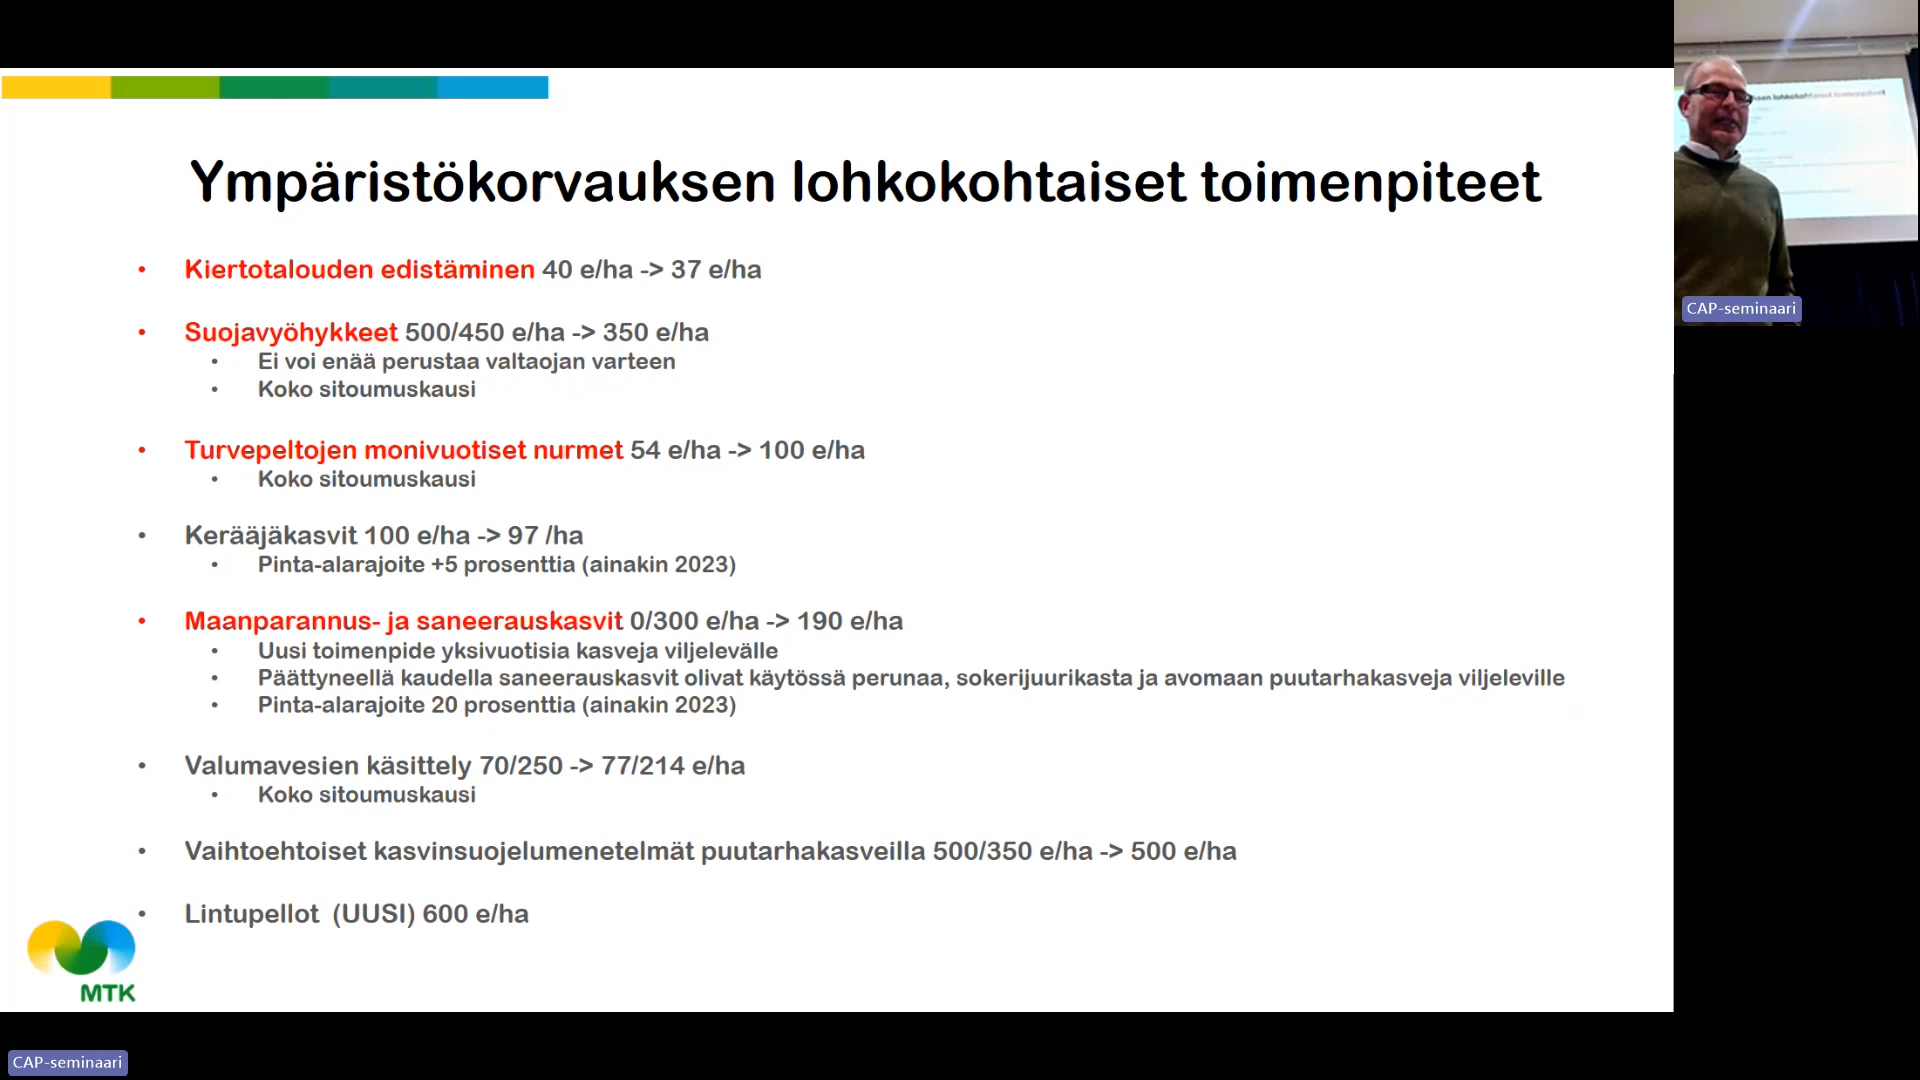 Ympäristökorvauksen lohkokohtaiset toimenpiteet
• Kiertotalouden edistäminen 40 e/ha -> 37 e/ha
• Suojavyöhykkeet 500/450 e/ha -> 350 e/ha
• Ei voi enää perustaa valtaojan varteen
• Koko sitoumuskausi
• Turvepeltojen monivuotiset nurmet 54 e/ha -> 100 e/ha
• Koko sitoumuskausi
• Kerääjäkasvit 100 e/ha -> 97 /ha
• Pinta-alarajoite +5 prosenttia (ainakin 2023)
• Maanparannus- ja saneerauskasvit 0/300 e/ha -> 190 e/ha
• Uusi toimenpide yksivuotisia kasveja viljelevälle
• Päättyneellä kaudella saneerauskasvit olivat käytössä perunaa, sokerijuurikasta ja avomaan puutarhakasveja viljeleville
• Pinta-alarajoite 20 prosenttia (ainakin 2023)
• Valumavesien käsittely 70/250 -> 77/214 e/ha
• Koko sitoumuskausi
• Vaihtoehtoiset kasvinsuojelumenetelmät puutarhakasveilla 500/350 e/ha -> 500 e/ha
• Lintupellot (UUSI) 600 e/ha
MTK
CAP-seminaari
lohkokohtaiset toimenpiteet
CAP-seminaari